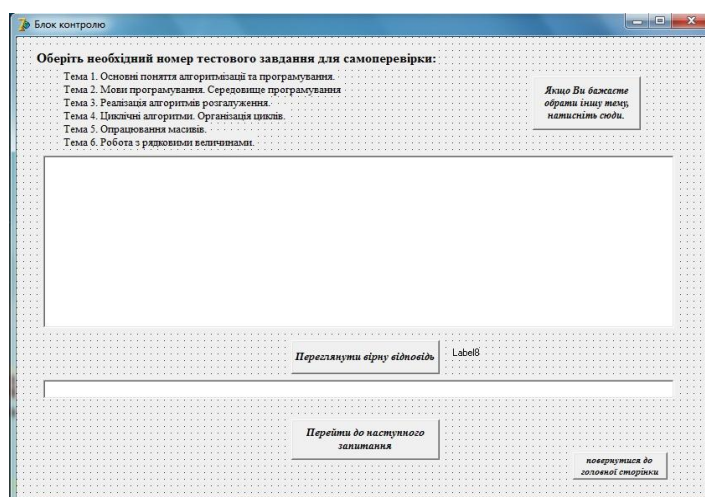 Блок контролю
Оберіть необхідний номер тестового завдання для самоперевірки:
Тема 1. Основні поняття алгоритмізації та програмування.
Тема 2. Мови програмування. Середовище програмування
Тема 3. Реалізація алгоритмів розгалуження.
Тема 4. Циклічні алгоритми. Організація циклів.
Тема 5. Опрацювання масивів.
Тема 6. Робота з рядковими величинами.
Якщо Ви бажаєте
обрати іншу тему,
натисніть сюди.
Переглянути вірну відповідь
Label8
Перейти до наступного
запитання
повернутися до
головної сторінки